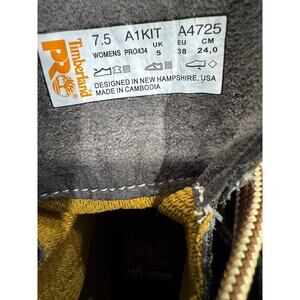 Timberland
PRO
7.5 A1KIT A4725
WOMENS PRO434 UK EU CM
5 38 24,0
DESIGNED IN NEW HAMPSHIRE, USA
MADE IN CAMBODIA